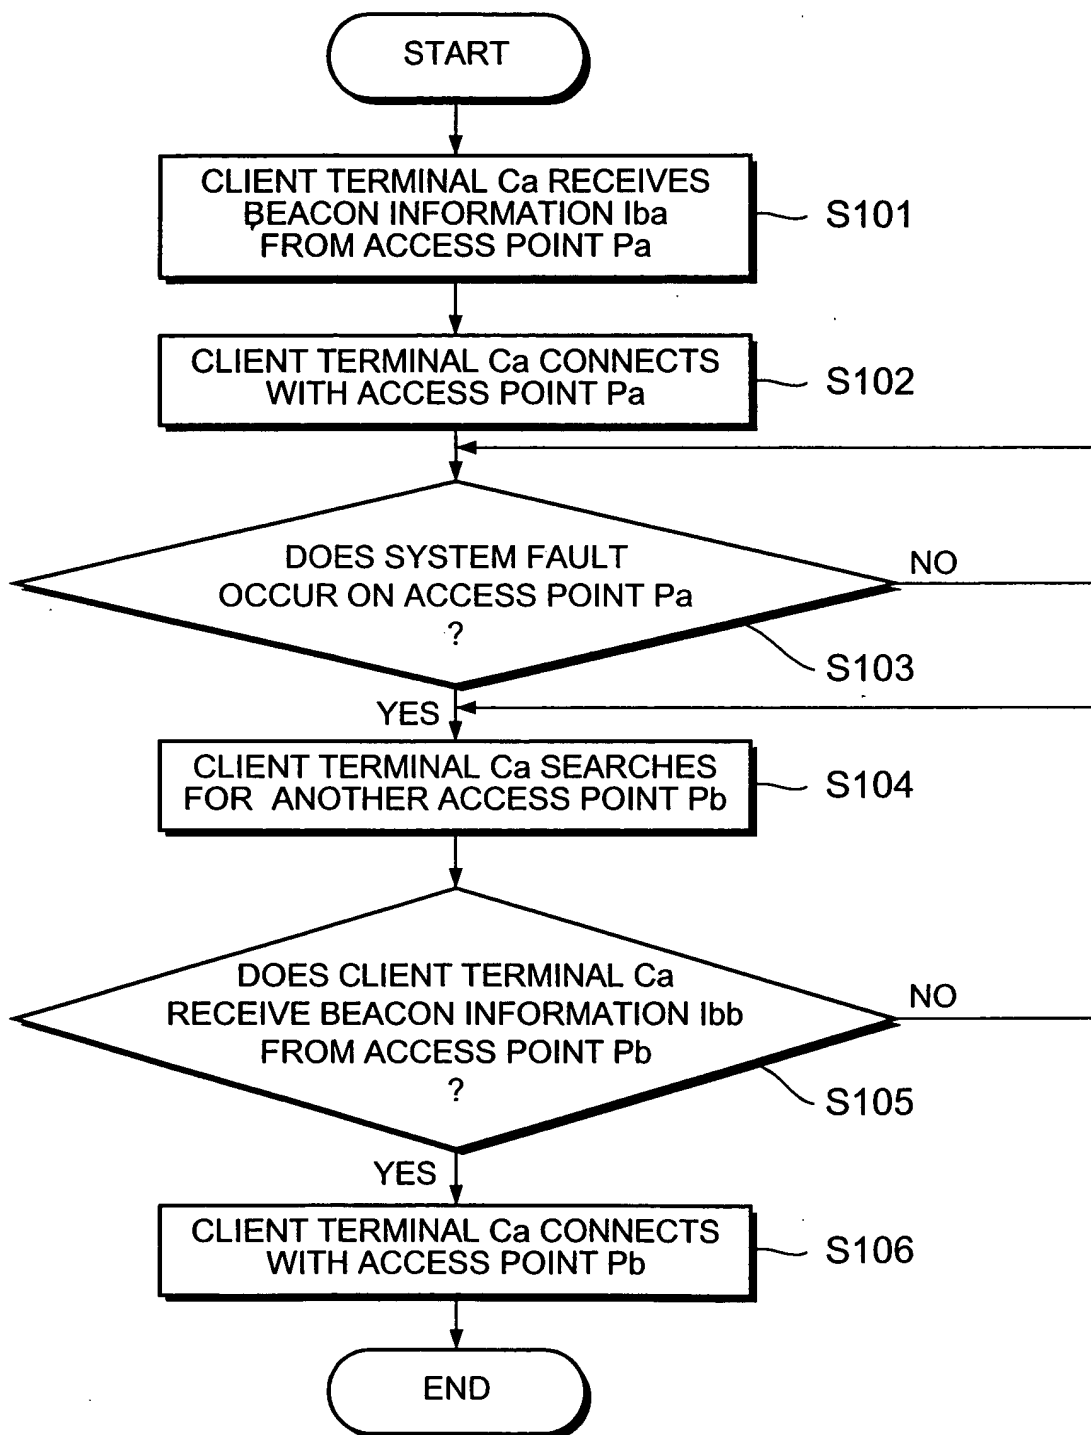 START
CLIENT TERMINAL Ca RECEIVES
BEACON INFORMATION Iba
FROM ACCESS POINT Pa
S101
CLIENT TERMINAL Ca CONNECTS
WITH ACCESS POINT Pa
S102
DOES SYSTEM FAULT
OCCUR ON ACCESS POINT Pa
?
NO
S103
YES
CLIENT TERMINAL Ca SEARCHES
FOR ANOTHER ACCESS POINT Pb
S104
DOES CLIENT TERMINAL Ca
RECEIVE BEACON INFORMATION Ibb
FROM ACCESS POINT Pb
?
NO
S105
YES
CLIENT TERMINAL Ca CONNECTS
WITH ACCESS POINT Pb
S106
END